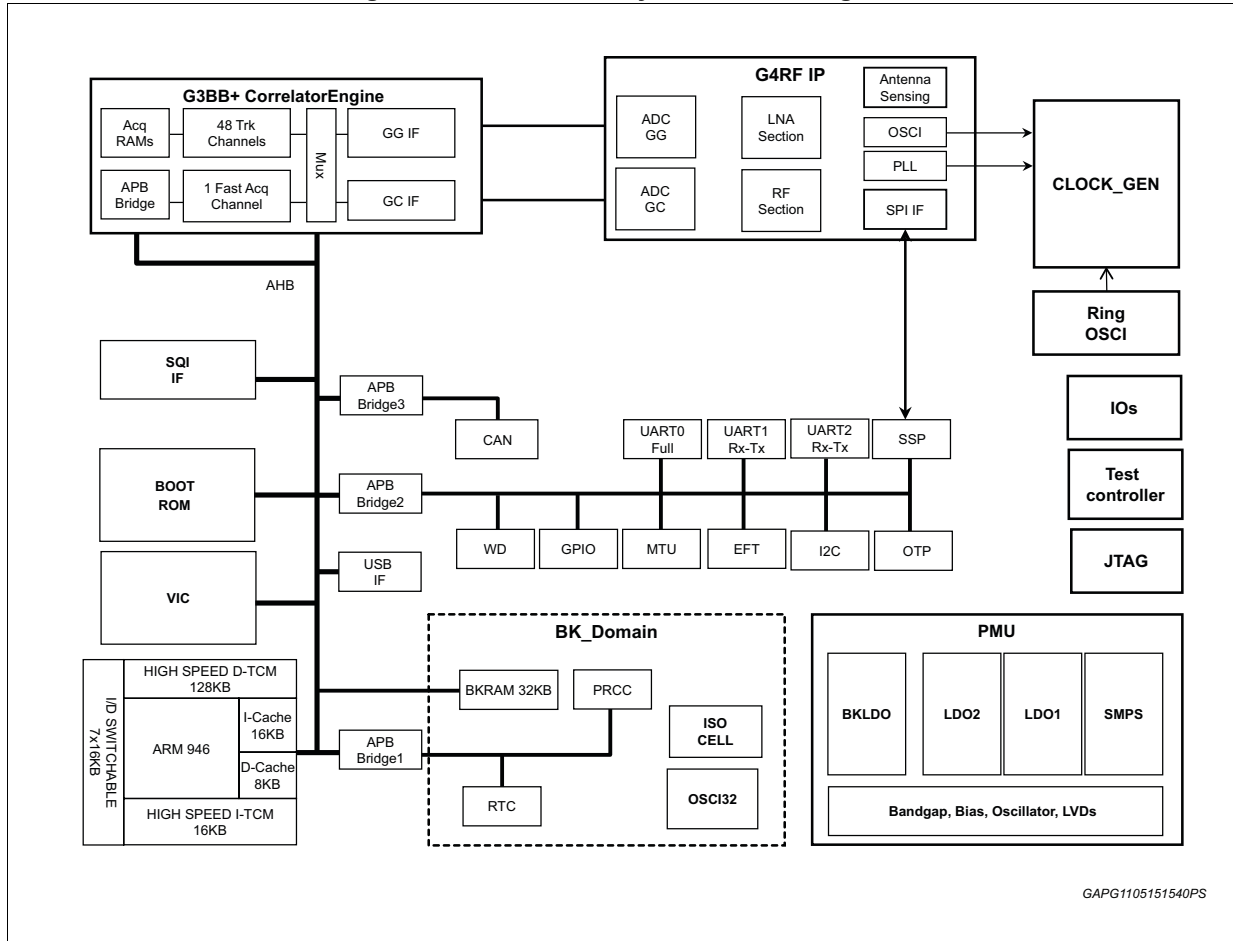 G3BB+ CorrelatorEngine
Acq
RAMs
48 Trk
Channels
Mux
GG IF
APB
Bridge
1 Fast Acq
Channel
GC IF
G4RF IP
ADC
GG
LNA
Section
Antenna
Sensing
OSCI
PLL
ADC
GC
RF
Section
SPI IF
CLOCK_GEN
Ring
OSCI
AHB
SQI
IF
APB
Bridge3
CAN
UART0
Full
UART1
Rx-Tx
UART2
Rx-Tx
SSP
IOs
BOOT
ROM
APB
Bridge2
WD
GPIO
MTU
EFT
I2C
OTP
Test
controller
JTAG
VIC
USB
IF
BK_Domain
BKRAM 32KB
PRCC
ISO
CELL
APB
Bridge1
RTC
OSCI32
HIGH SPEED D-TCM
128KB
I/D SWITCHABLE
7x16KB
ARM 946
I-Cache
16KB
D-Cache
8KB
HIGH SPEED I-TCM
16KB
PMU
BKLDO
LDO2
LDO1
SMPS
Bandgap, Bias, Oscillator, LVDs
GAPG1105151540PS